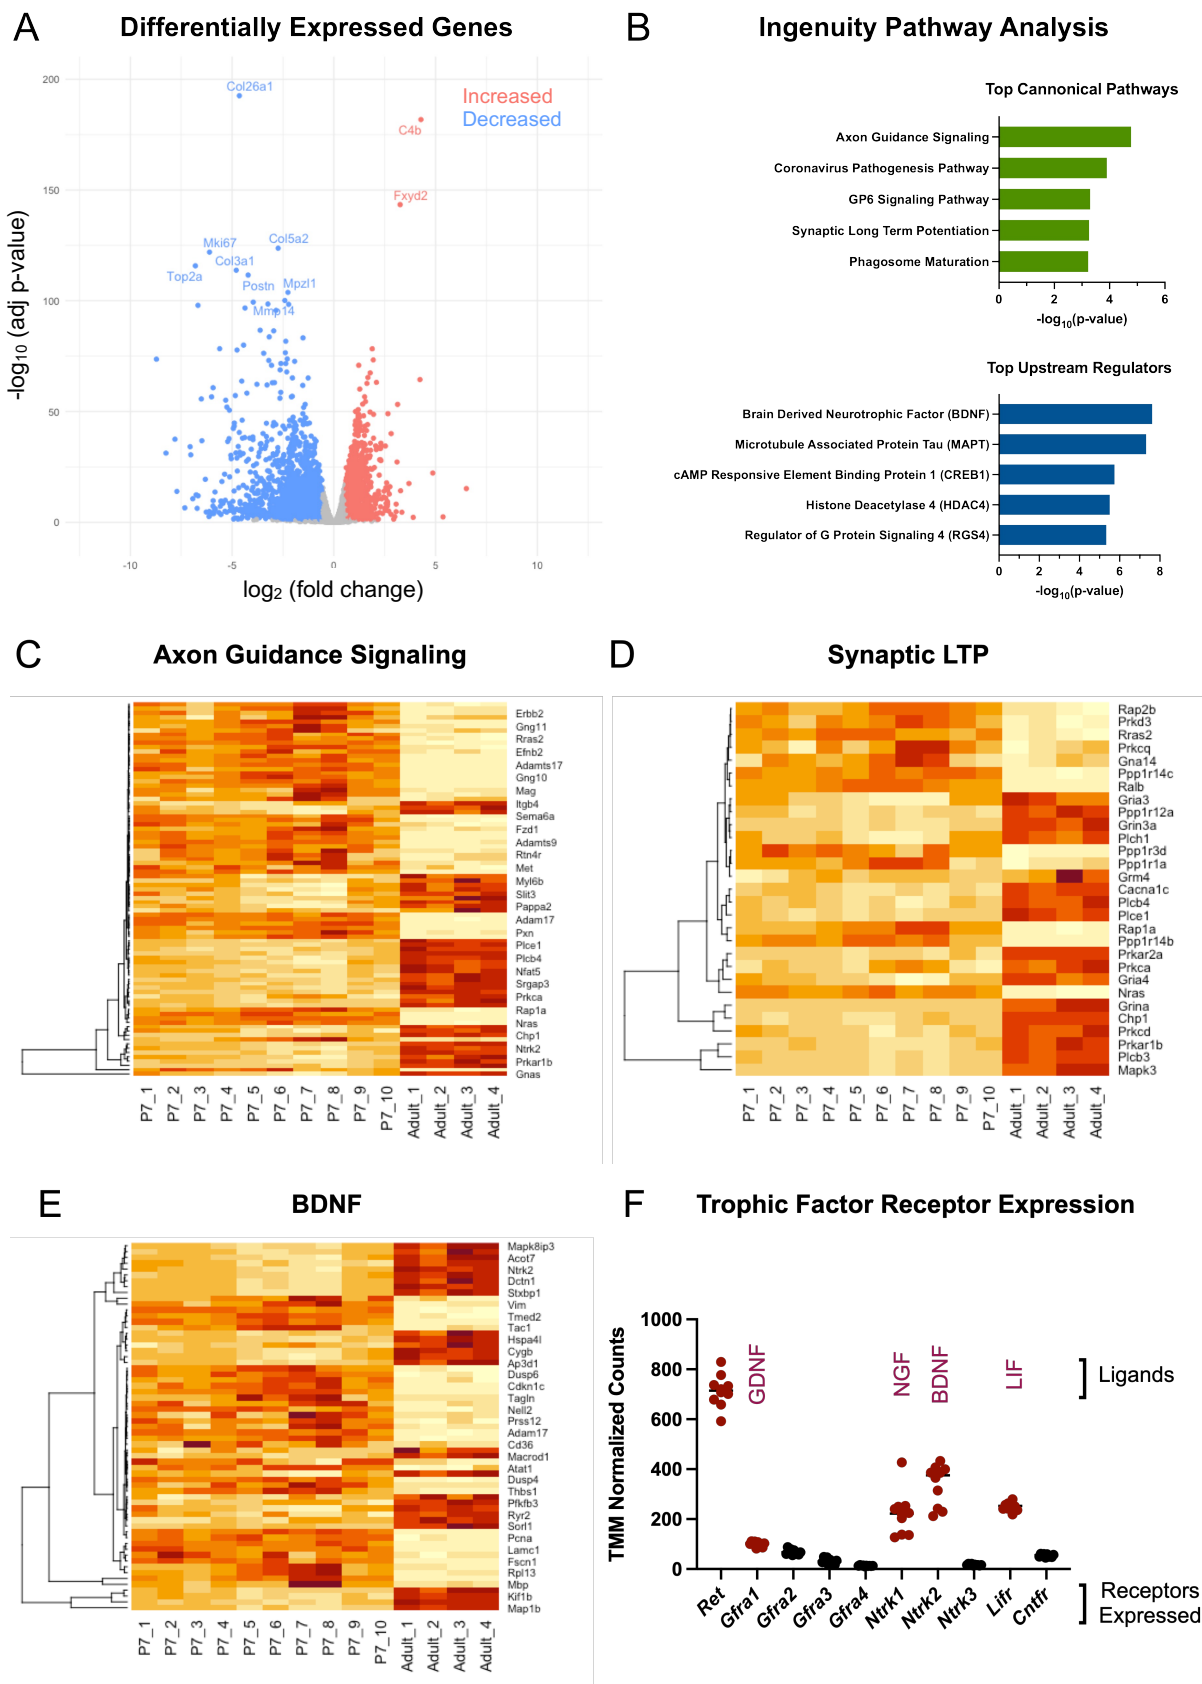 A
Differentially Expressed Genes
200
150
100
50
0
-10
-5
0
5
10
-log10 (adj p-value)
log2 (fold change)
Increased
Decreased
Col26a1
C4b
Fxyd2
Mki67
Col5a2
Col3a1
Top2a
Postn
Mpzl1
Mmp14
B
Ingenuity Pathway Analysis
Top Cannonical Pathways
Axon Guidance Signaling
Coronavirus Pathogenesis Pathway
GP6 Signaling Pathway
Synaptic Long Term Potentiation
Phagosome Maturation
0 2 4 6
-log10(p-value)
Top Upstream Regulators
Brain Derived Neurotrophic Factor (BDNF)
Microtubule Associated Protein Tau (MAPT)
cAMP Responsive Element Binding Protein 1 (CREB1)
Histone Deacetylase 4 (HDAC4)
Regulator of G Protein Signaling 4 (RGS4)
0 2 4 6 8
-log10(p-value)
C
Axon Guidance Signaling
Erbb2
Gng11
Rras2
Efnb2
Adamts17
Gng10
Mag
Itgb4
Sema6a
Fzd1
Adamts9
Rtn4r
Met
Myl6b
Slit3
Pappa2
Adam17
Pxn
Plce1
Plcb4
Nfat5
Srgap3
Prkca
Rap1a
Nras
Chp1
Ntrk2
Prkar1b
Gnas
P7_1
P7_2
P7_3
P7_4
P7_5
P7_6
P7_7
P7_8
P7_9
P7_10
Adult_1
Adult_2
Adult_3
Adult_4
D
Synaptic LTP
Rap2b
Prkd3
Rras2
Prkcq
Gna14
Ppp1r14c
Ralb
Gria3
Ppp1r12a
Grin3a
Plch1
Ppp1r3d
Ppp1r1a
Grm4
Cacna1c
Plcb4
Plce1
Rap1a
Ppp1r14b
Prkar2a
Prkca
Gria4
Nras
Grina
Chp1
Prkcd
Prkar1b
Plcb3
Mapk3
P7_1
P7_2
P7_3
P7_4
P7_5
P7_6
P7_7
P7_8
P7_9
P7_10
Adult_1
Adult_2
Adult_3
Adult_4
E
BDNF
Mapk8ip3
Acot7
Ntrk2
Dctn1
Stxbp1
Vim
Tmed2
Tac1
Hspa4l
Cygb
Ap3d1
Dusp6
Cdkn1c
Tagln
Nell2
Prss12
Adam17
Cd36
Macrod1
Atat1
Dusp4
Thbs1
Pfkfb3
Ryr2
Sorl1
Pcna
Lamc1
Fscn1
Rpl13
Mbp
Kif1b
Map1b
P7_1
P7_2
P7_3
P7_4
P7_5
P7_6
P7_7
P7_8
P7_9
P7_10
Adult_1
Adult_2
Adult_3
Adult_4
F
Trophic Factor Receptor Expression
TMM Normalized Counts
1000
800
600
400
200
0
GDNF
NGF
BDNF
LIF
Ligands
Ret
Gfra1
Gfra2
Gfra3
Gfra4
Ntrk1
Ntrk2
Ntrk3
Lifr
Cntfr
Receptors
Expressed